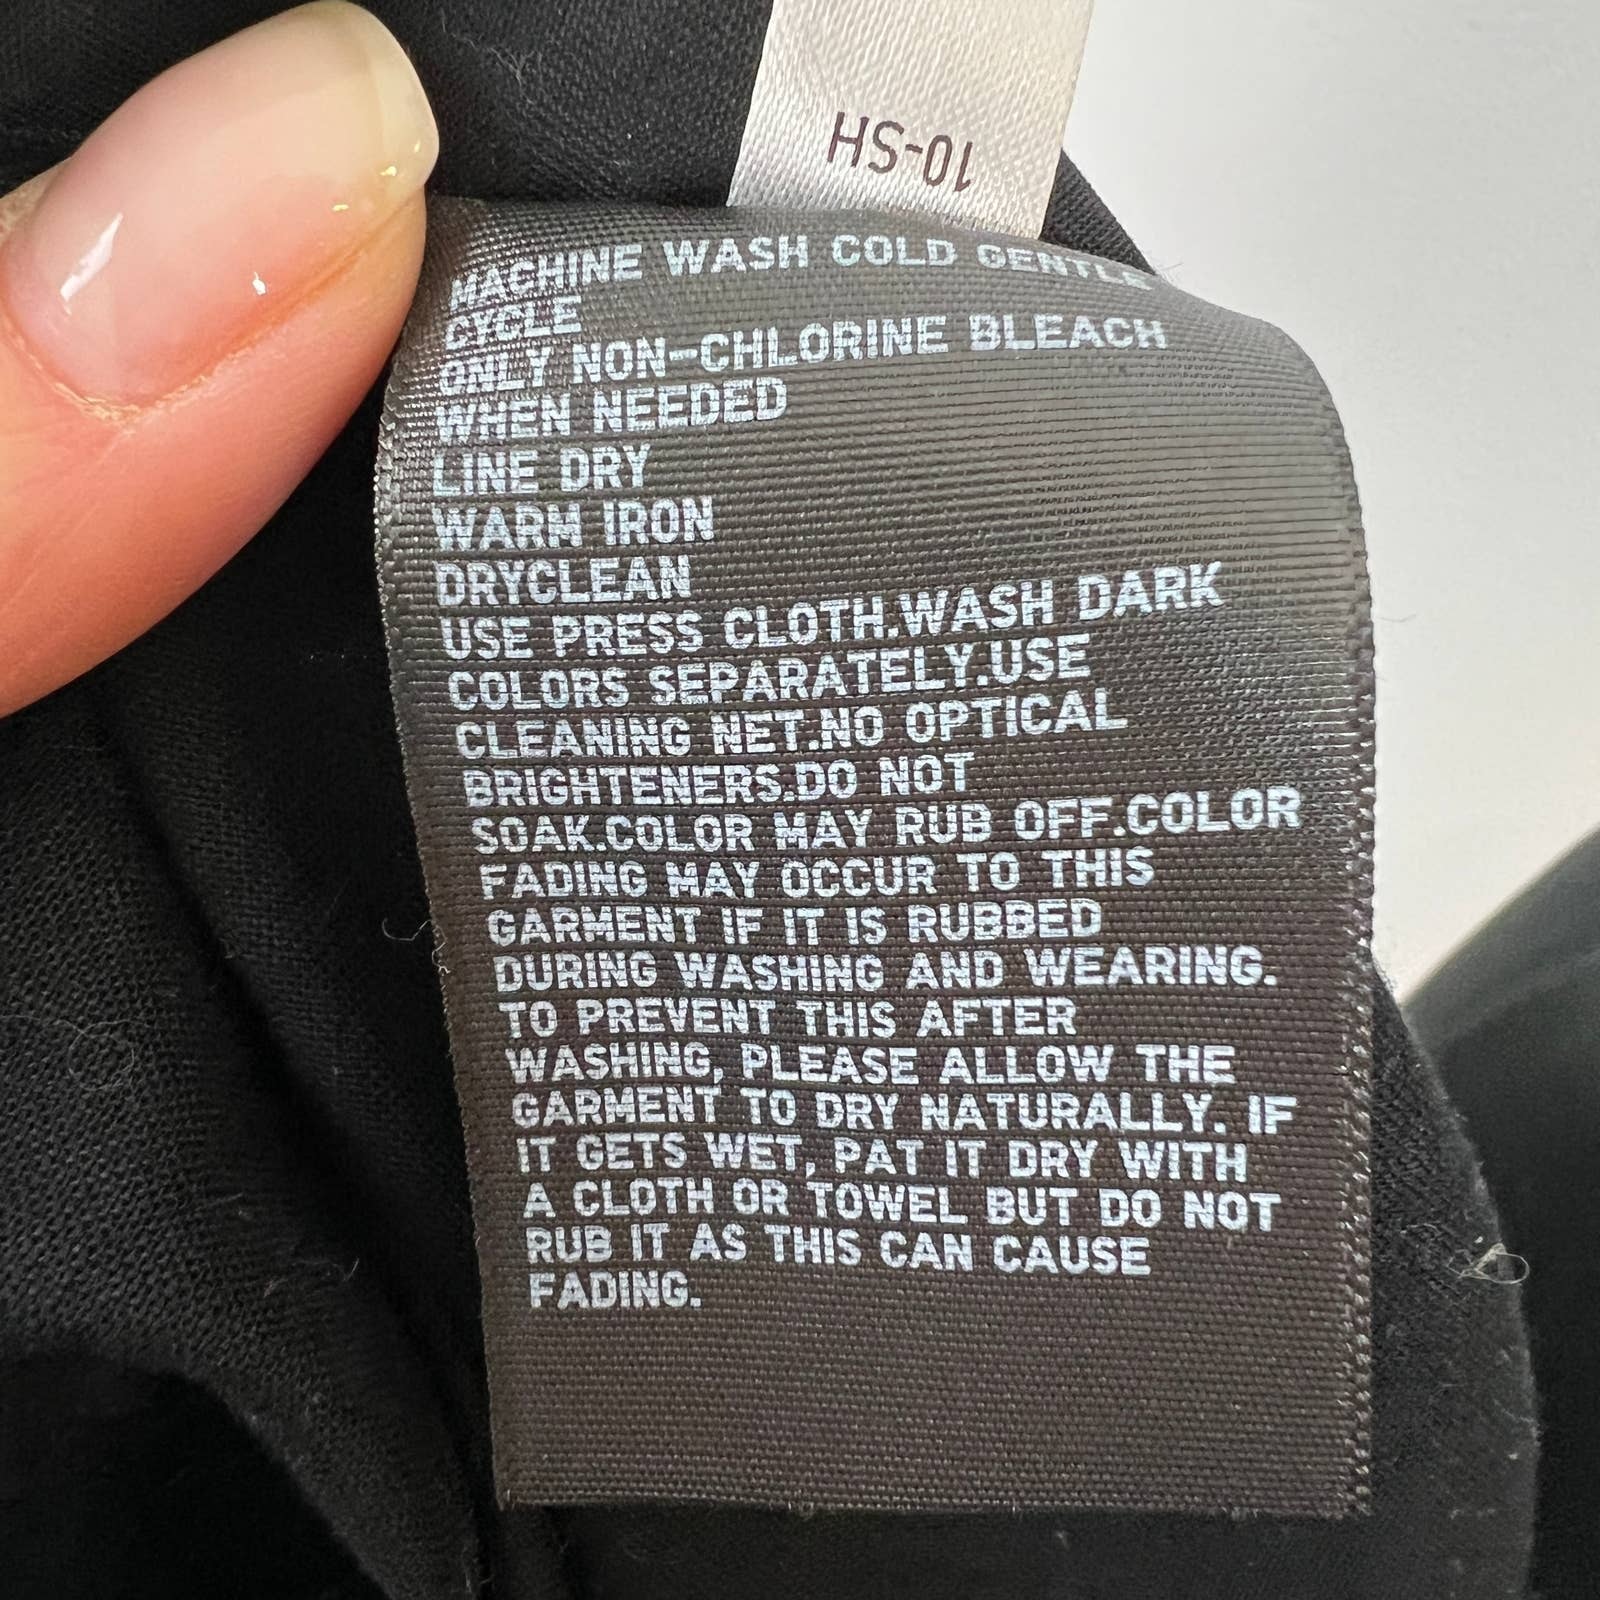 10-SH
MACHINE WASH COLD GENTLE
CYCLE
ONLY NON-CHLORINE BLEACH
WHEN NEEDED
LINE DRY
WARM IRON
DRYCLEAN
USE PRESS CLOTH.WASH DARK
COLORS SEPARATELY.USE
CLEANING NET.NO OPTICAL
BRIGHTENERS.DO NOT
SOAK.COLOR MAY RUB OFF.COLOR
FADING MAY OCCUR TO THIS
GARMENT IF IT IS RUBBED
DURING WASHING AND WEARING.
TO PREVENT THIS AFTER
WASHING, PLEASE ALLOW THE
GARMENT TO DRY NATURALLY. IF
IT GETS WET, PAT IT DRY WITH
A CLOTH OR TOWEL BUT DO NOT
RUB IT AS THIS CAN CAUSE
FADING.